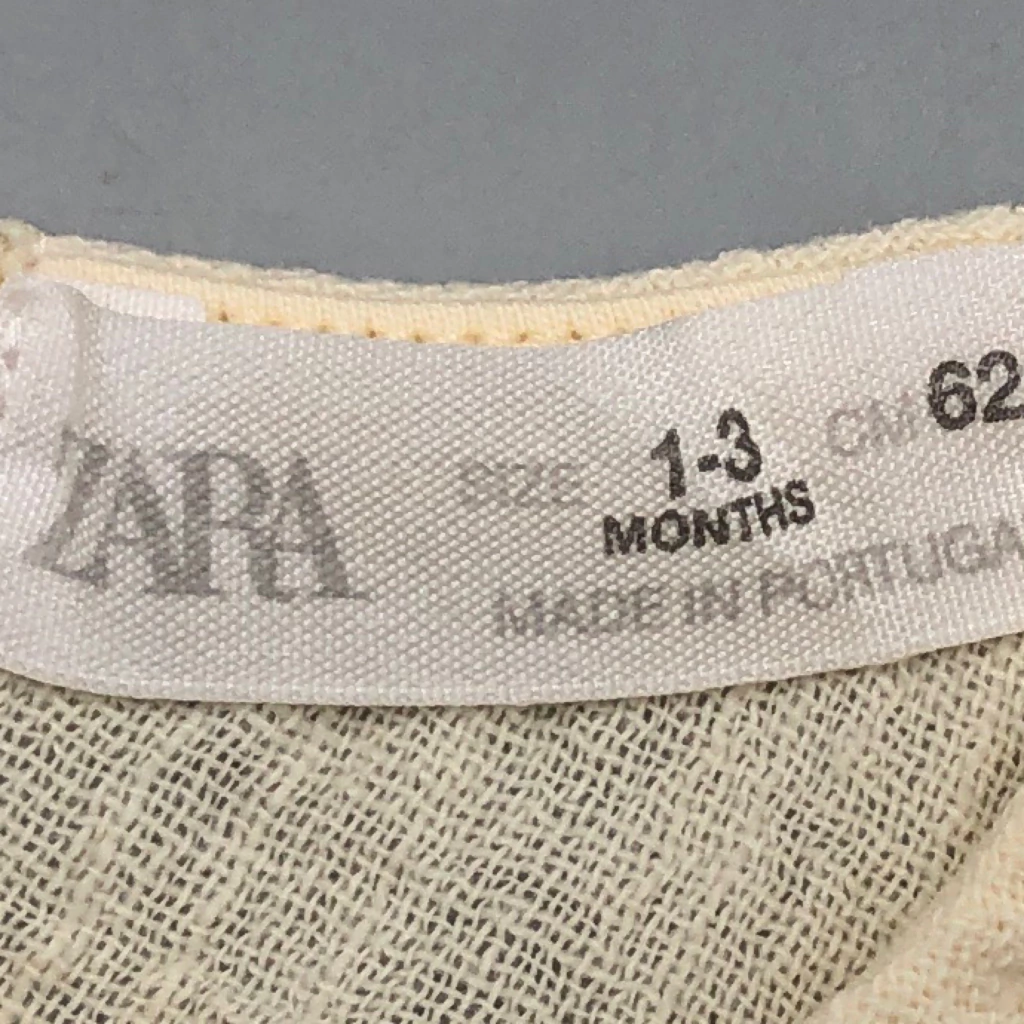 ZARA SIZE 1-3 CM 62
MONTHS
MADE IN PORTUGA